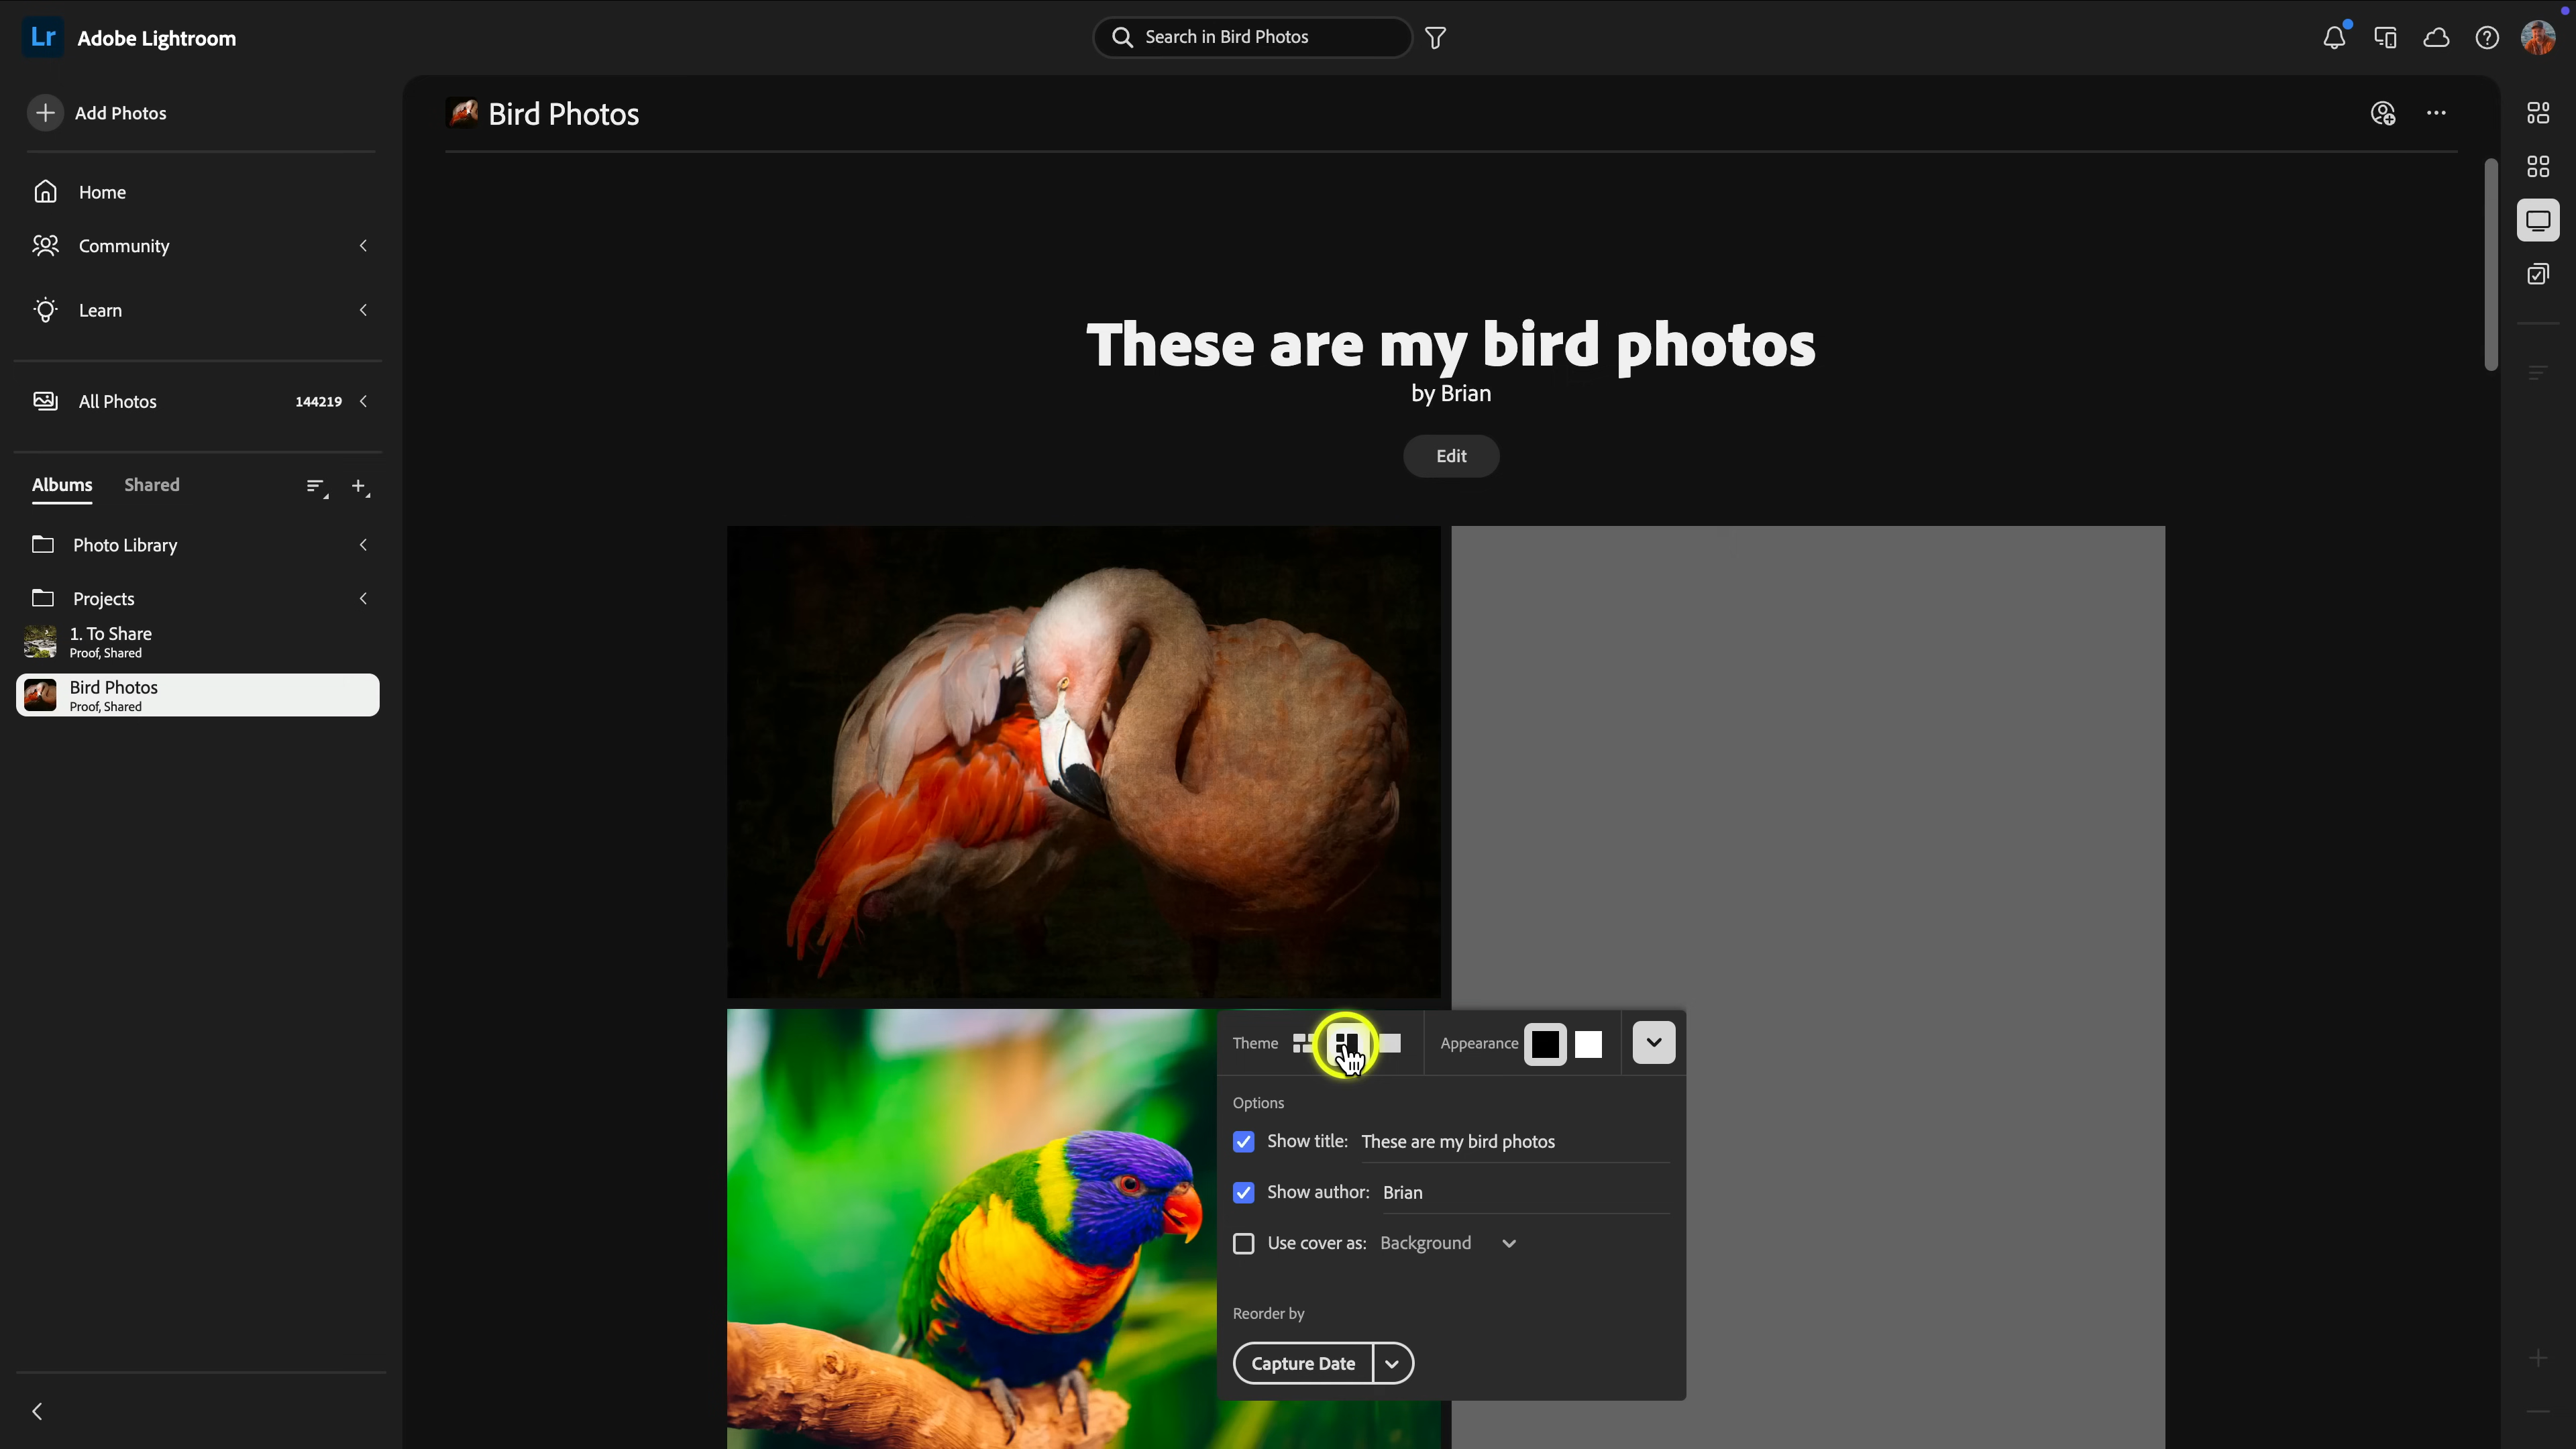 Lr Adobe Lightroom
Search in Bird Photos
Add Photos
Bird Photos
Home
Community
Learn
These are my bird photos
by Brian
Edit
All Photos 144219
Albums Shared
Photo Library
Projects
1. To Share
Proof, Shared
Bird Photos
Proof, Shared
Theme Appearance
Options
Show title: These are my bird photos
Show author: Brian
Use cover as: Background
Reorder by
Capture Date